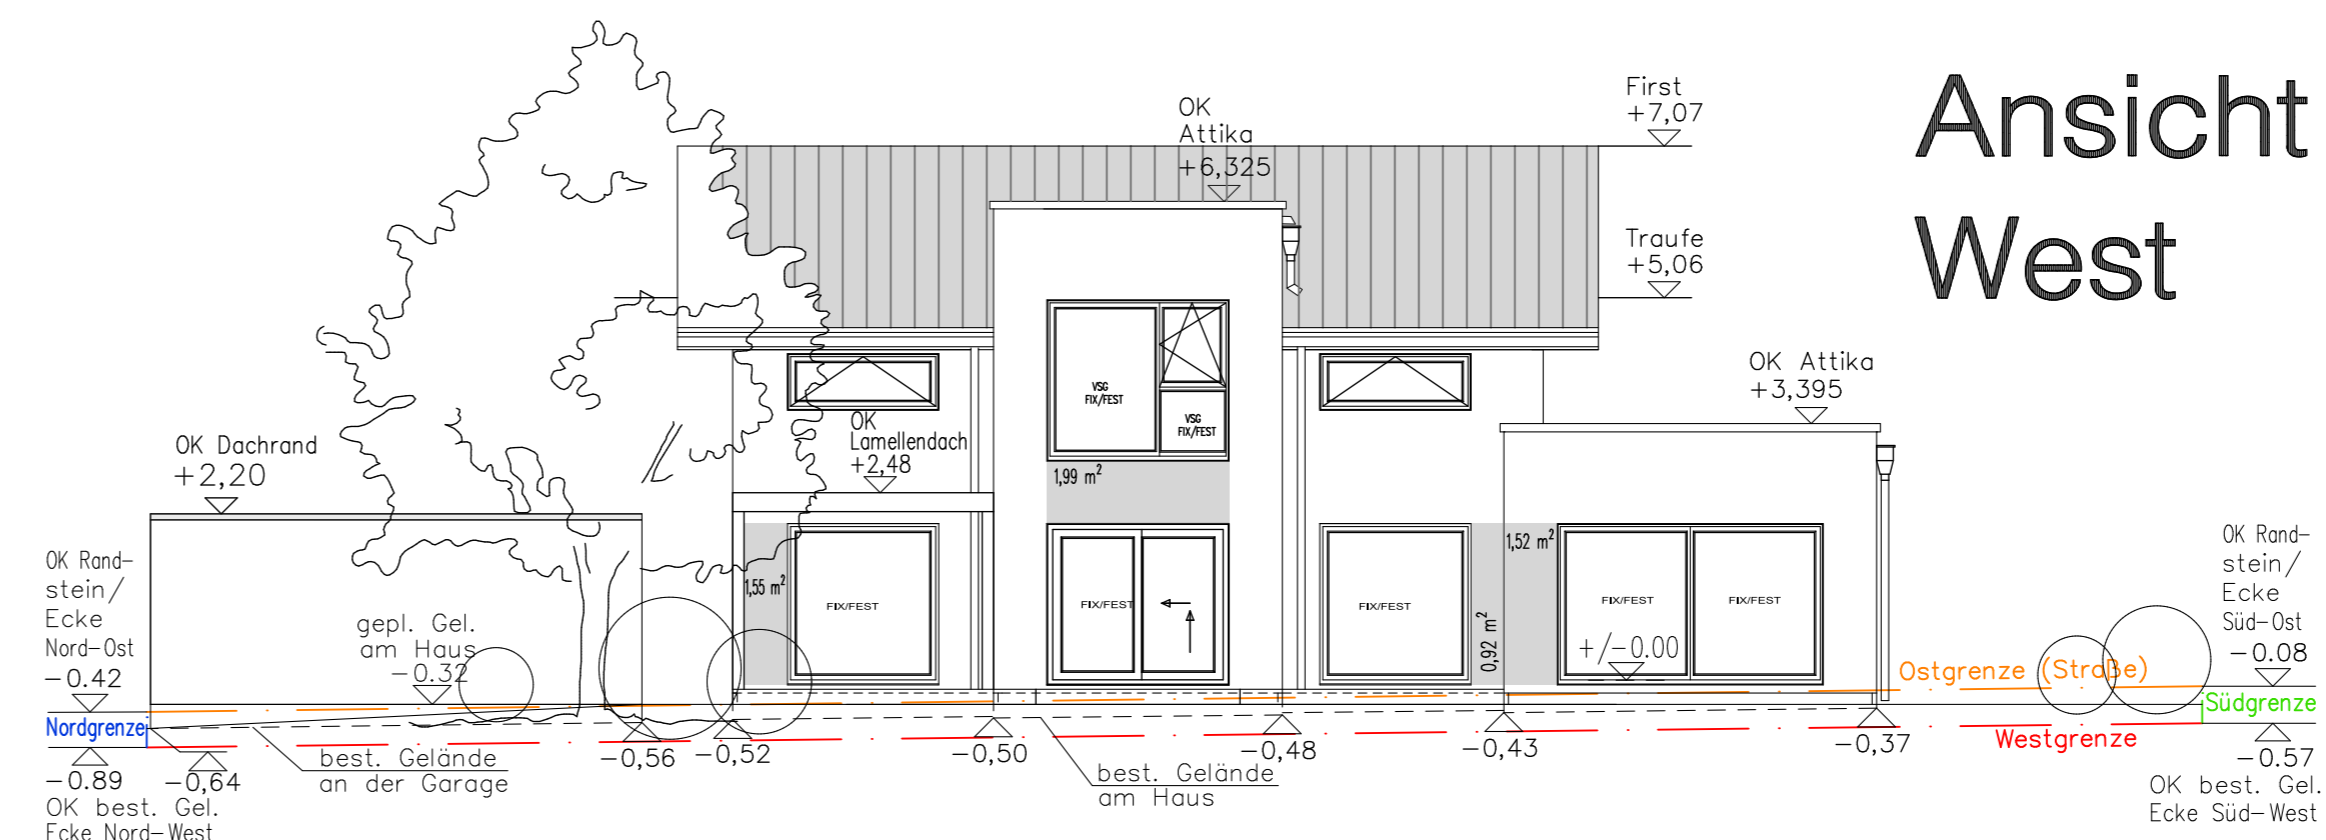 Ansicht
West
First
+7,07
OK
Attika
+6,325
Traufe
+5,06
OK Attika
+3,395
OK Dachrand
+2,20
OK
Lamellendach
+2,48
VSG
FIX/FEST
VSG
FIX/FEST
1,99 m²
1,55 m²
1,52 m²
0,92 m²
FIX/FEST
FIX/FEST
FIX/FEST
FIX/FEST
FIX/FEST
+/-0.00
OK Rand-
stein/
Ecke
Nord-Ost
-0.42
Nordgrenze
-0.89
OK best. Gel.
Ecke Nord-West
gepl. Gel.
am Haus
-0.32
-0,64
best. Gelände
an der Garage
-0,56
-0,52
-0,50
best. Gelände
am Haus
-0,48
-0,43
-0,37
Ostgrenze (Straße)
Westgrenze
OK Rand-
stein/
Ecke
Süd-Ost
-0.08
Südgrenze
-0.57
OK best. Gel.
Ecke Süd-West